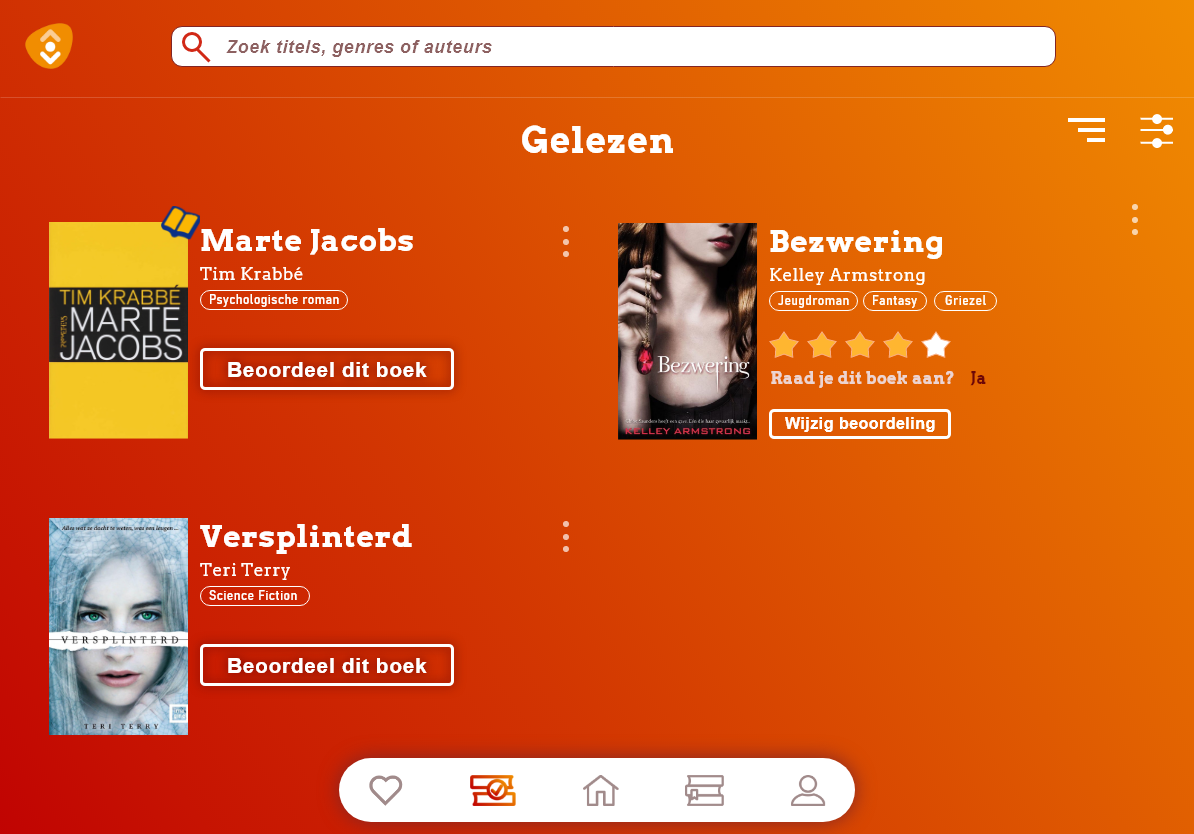 Zoek titels, genres of auteurs
Gelezen
TIM KRABBÉ
MARTE
JACOBS
Marte Jacobs
Tim Krabbé
Psychologische roman
Beoordeel dit boek
Bezwering
KELLEY ARMSTRONG
Bezwering
Kelley Armstrong
Jeugdroman Fantasy Griezel
Raad je dit boek aan? Ja
Wijzig beoordeling
Alles wat ze dacht te weten, was een leugen ...
VERSPLINTERD
TERI TERRY
Versplinterd
Teri Terry
Science Fiction
Beoordeel dit boek